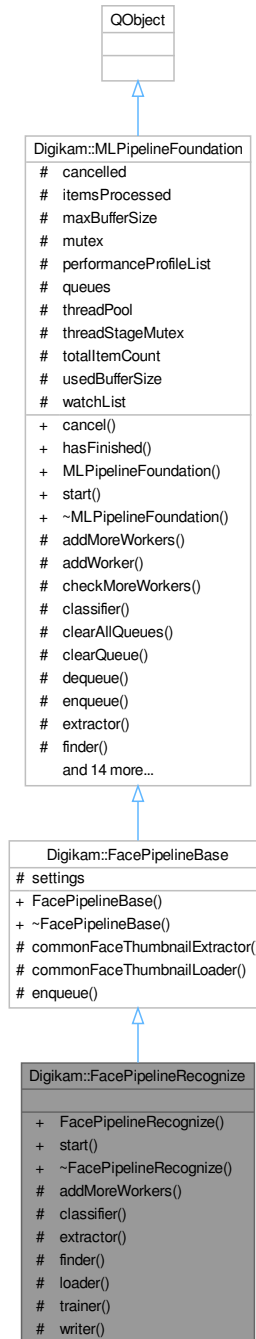 QObject
Digikam::MLPipelineFoundation
# cancelled
# itemsProcessed
# maxBufferSize
# mutex
# performanceProfileList
# queues
# threadPool
# threadStageMutex
# totalItemCount
# usedBufferSize
# watchList
+ cancel()
+ hasFinished()
+ MLPipelineFoundation()
+ start()
+ ~MLPipelineFoundation()
# addMoreWorkers()
# addWorker()
# checkMoreWorkers()
# classifier()
# clearAllQueues()
# clearQueue()
# dequeue()
# enqueue()
# extractor()
# finder()
and 14 more...
Digikam::FacePipelineBase
# settings
+ FacePipelineBase()
+ ~FacePipelineBase()
# commonFaceThumbnailExtractor(
# commonFaceThumbnailLoader()
# enqueue()
Digikam::FacePipelineRecognize
+ FacePipelineRecognize()
+ start()
+ ~FacePipelineRecognize()
# addMoreWorkers()
# classifier()
# extractor()
# finder()
# loader()
# trainer()
# writer()